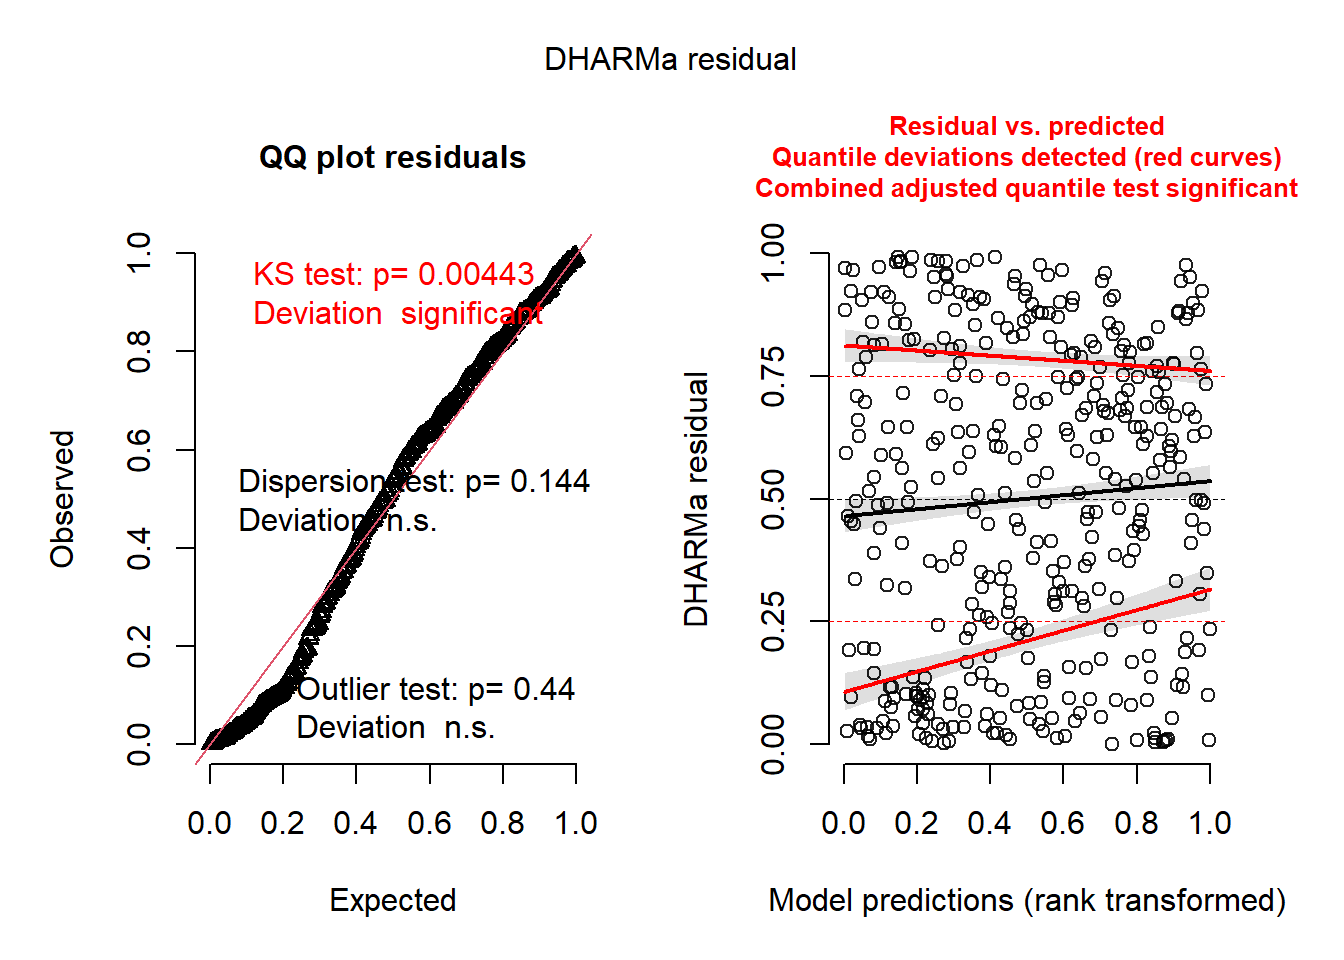 DHARMa residual
QQ plot residuals
KS test: p= 0.00443
Deviation  significant
Dispersion test: p= 0.144
Deviation  n.s.
Outlier test: p= 0.44
Deviation  n.s.
Observed
0.0
0.2
0.4
0.6
0.8
1.0
0.0
0.2
0.4
0.6
0.8
1.0
Expected
Residual vs. predicted
Quantile deviations detected (red curves)
Combined adjusted quantile test significant
DHARMa residual
0.00
0.25
0.50
0.75
1.00
0.0
0.2
0.4
0.6
0.8
1.0
Model predictions (rank transformed)